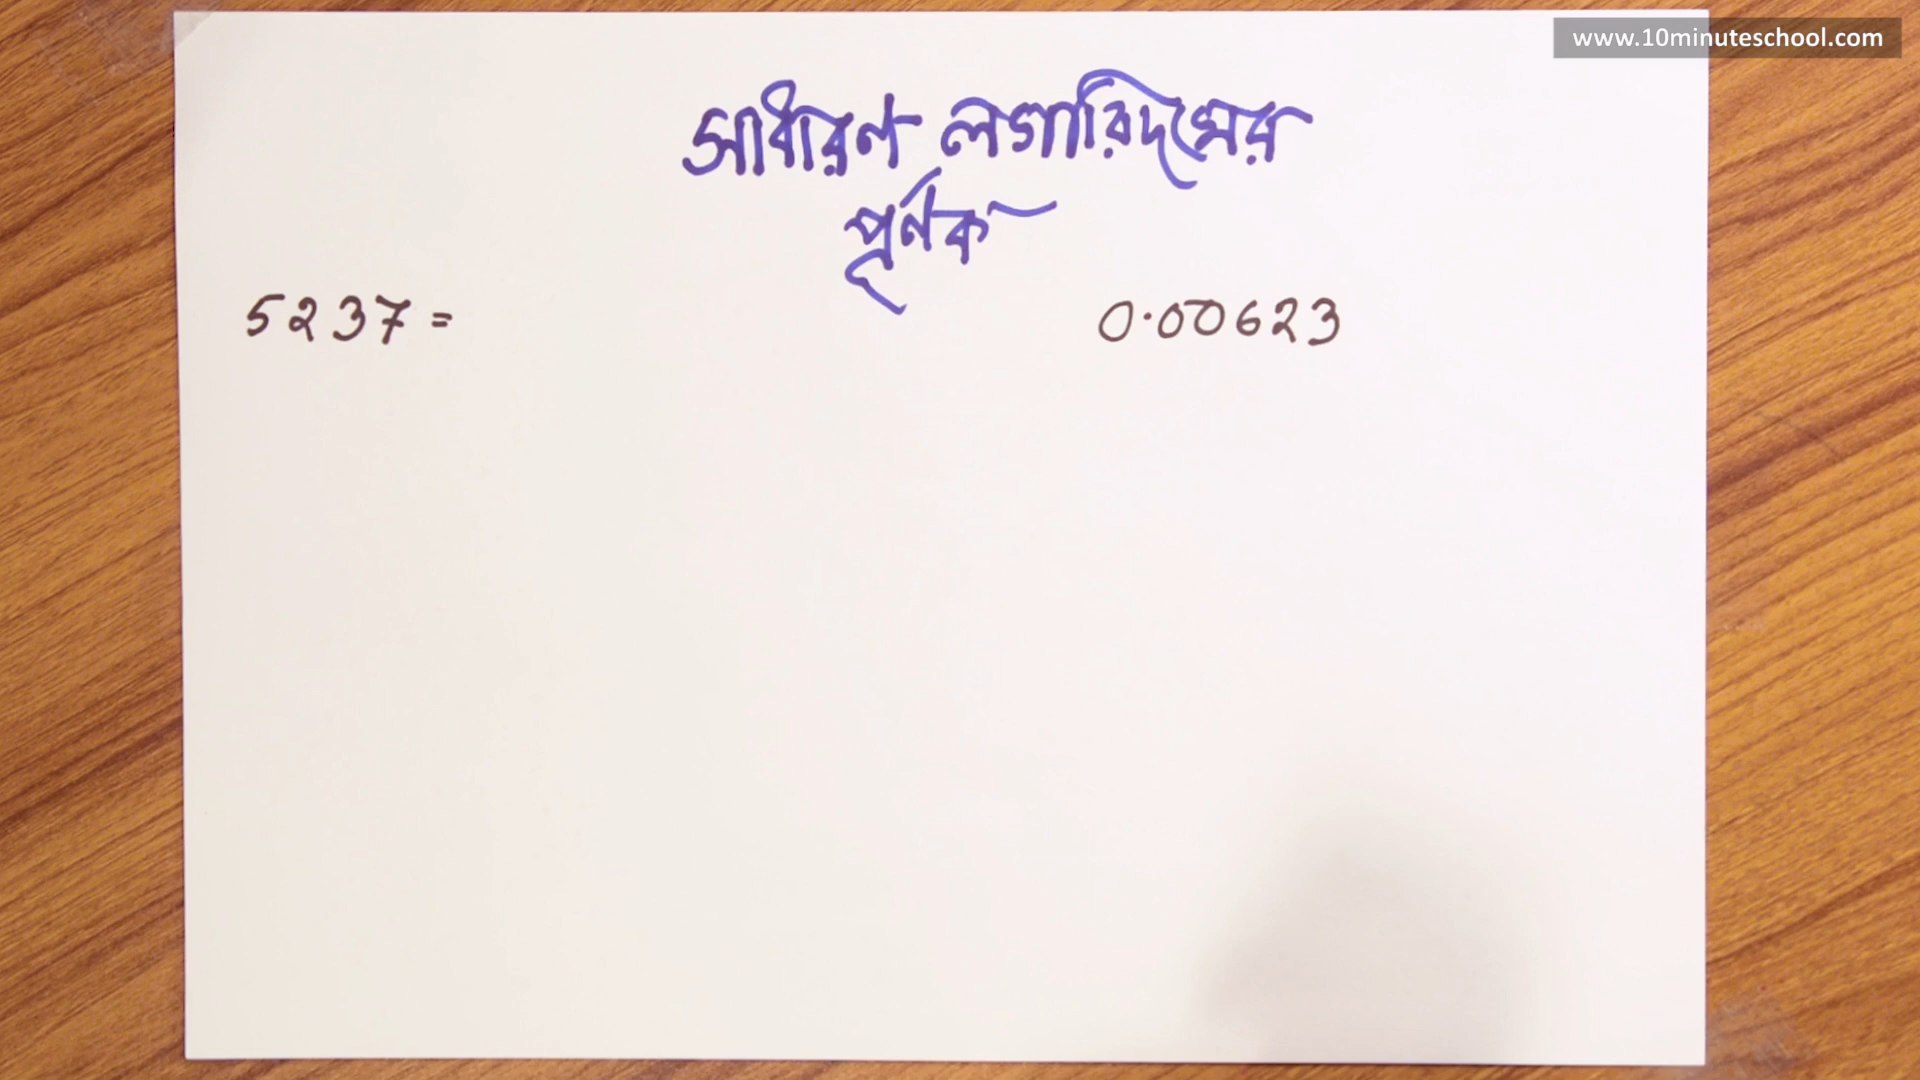 www.10minuteschool.com
সাধারণ লগারিদমের
পূর্ণক
5237 =
0.00623